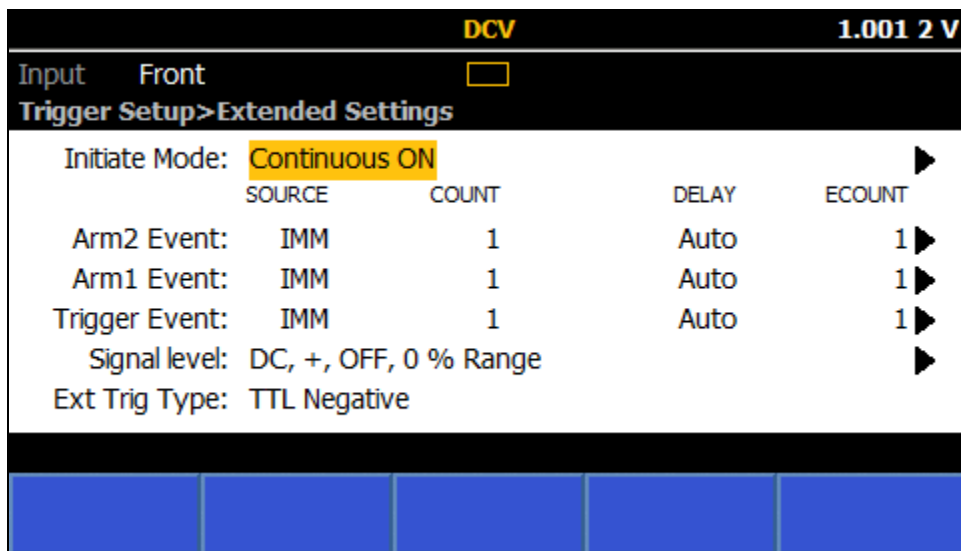 DCV 1.001 2 V
Input Front
Trigger Setup>Extended Settings
Initiate Mode: Continuous ON
SOURCE COUNT DELAY ECOUNT
Arm2 Event: IMM 1 Auto 1
Arm1 Event: IMM 1 Auto 1
Trigger Event: IMM 1 Auto 1
Signal level: DC, +, OFF, 0 % Range
Ext Trig Type: TTL Negative